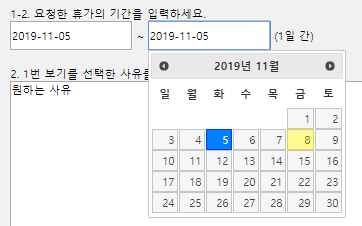 1-2. 요청한 휴가의 기간을 입력하세요.
2019-11-05 ~ 2019-11-05 (1일 간)
2019년 11월
2. 1번 보기를 선택한 사유를
원하는 사유
일 월 화 수 목 금 토
1 2
3 4 5 6 7 8 9
10 11 12 13 14 15 16
17 18 19 20 21 22 23
24 25 26 27 28 29 30